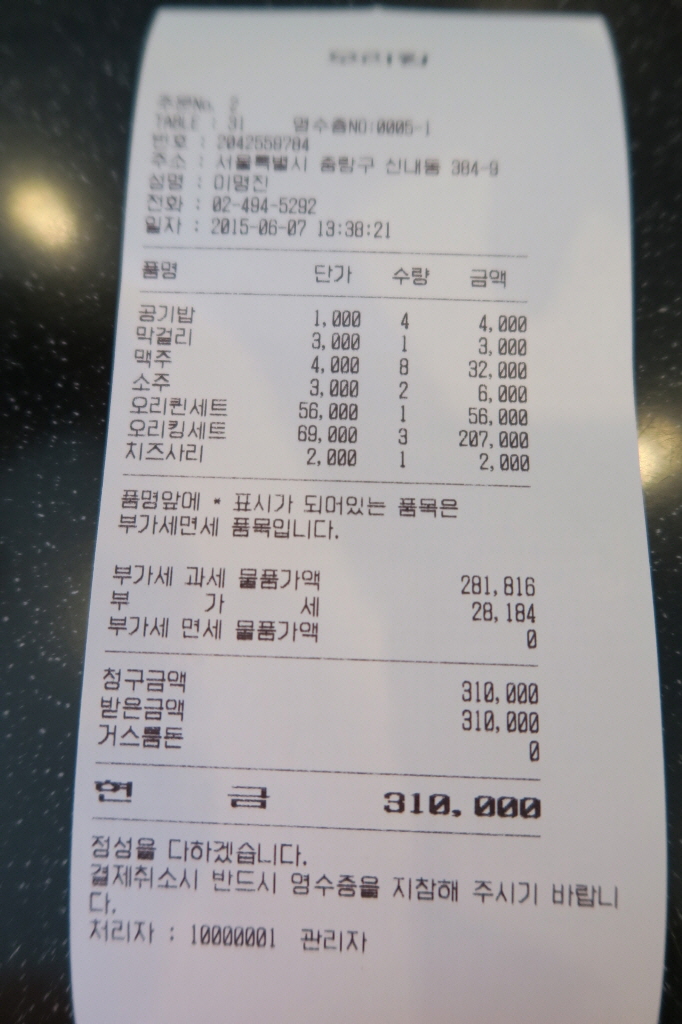 주문No. 2
TABLE : 31 영수증NO:0005-1
번호 : 2042559784
주소 : 서울특별시 중랑구 신내동 384-9
성명 : 이명진
전화 : 02-494-5292
일자 : 2015-06-07 13:38:21
품명 단가 수량 금액
공기밥 1,000 4 4,000
막걸리 3,000 1 3,000
맥주 4,000 8 32,000
소주 3,000 2 6,000
오리퀸세트 56,000 1 56,000
오리킹세트 69,000 3 207,000
치즈사리 2,000 1 2,000
품명앞에 * 표시가 되어있는 품목은
부가세면세 품목입니다.
부가세 과세 물품가액 281,816
부 가 세 28,184
부가세 면세 물품가액 0
청구금액 310,000
받은금액 310,000
거스름돈 0
현 금 310,000
정성을 다하겠습니다.
결제취소시 반드시 영수증을 지참해 주시기 바랍니
다.
처리자 : 10000001 관리자